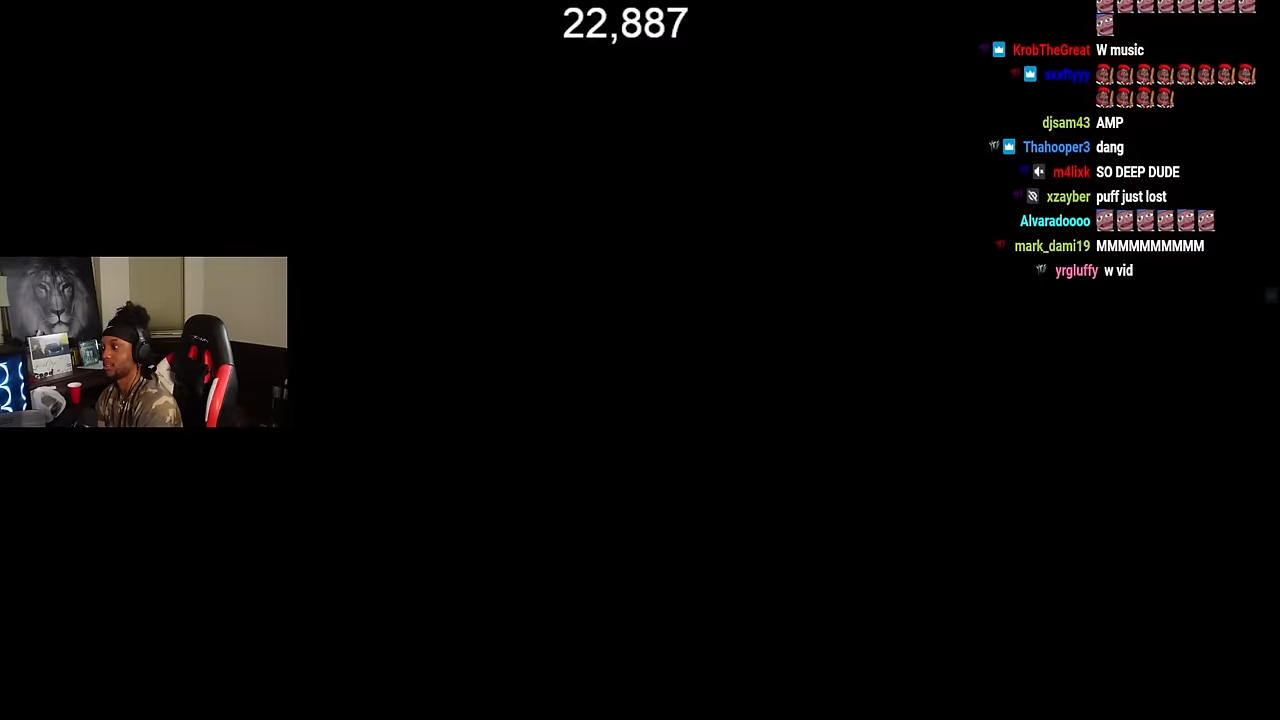 22,887
KrobTheGreat W music
djsam43 AMP
Thahooper3 dang
m4lixk SO DEEP DUDE
xzayber puff just lost
Alvaradoooo
mark_dami19 MMMMMMMMMM
yrgluffy w vid